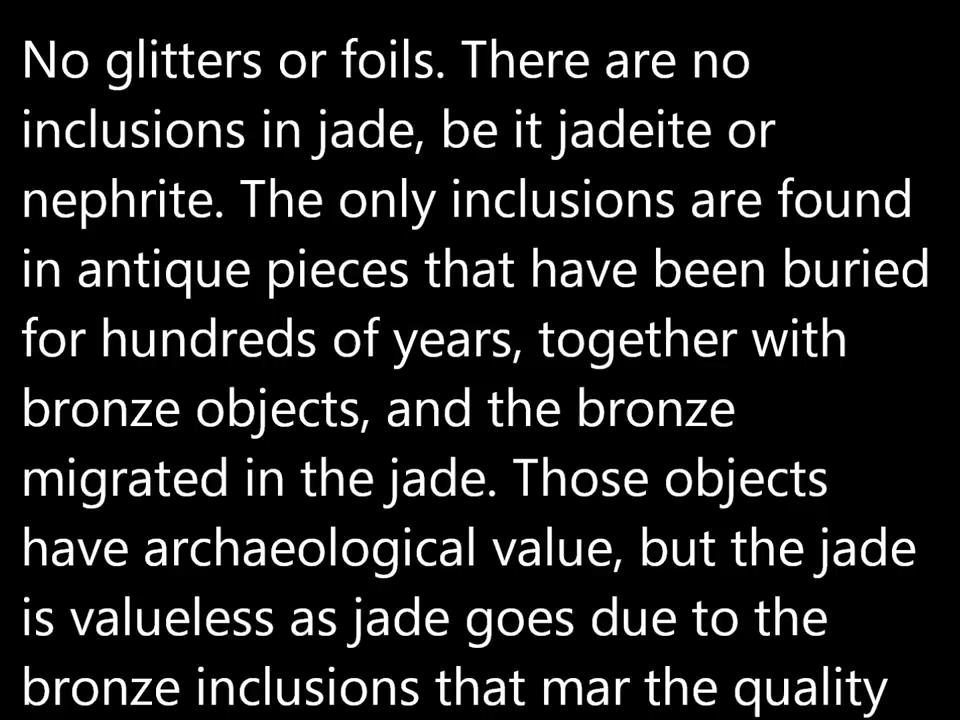 No glitters or foils. There are no
inclusions in jade, be it jadeite or
nephrite. The only inclusions are found
in antique pieces that have been buried
for hundreds of years, together with
bronze objects, and the bronze
migrated in the jade. Those objects
have archaeological value, but the jade
is valueless as jade goes due to the
bronze inclusions that mar the quality